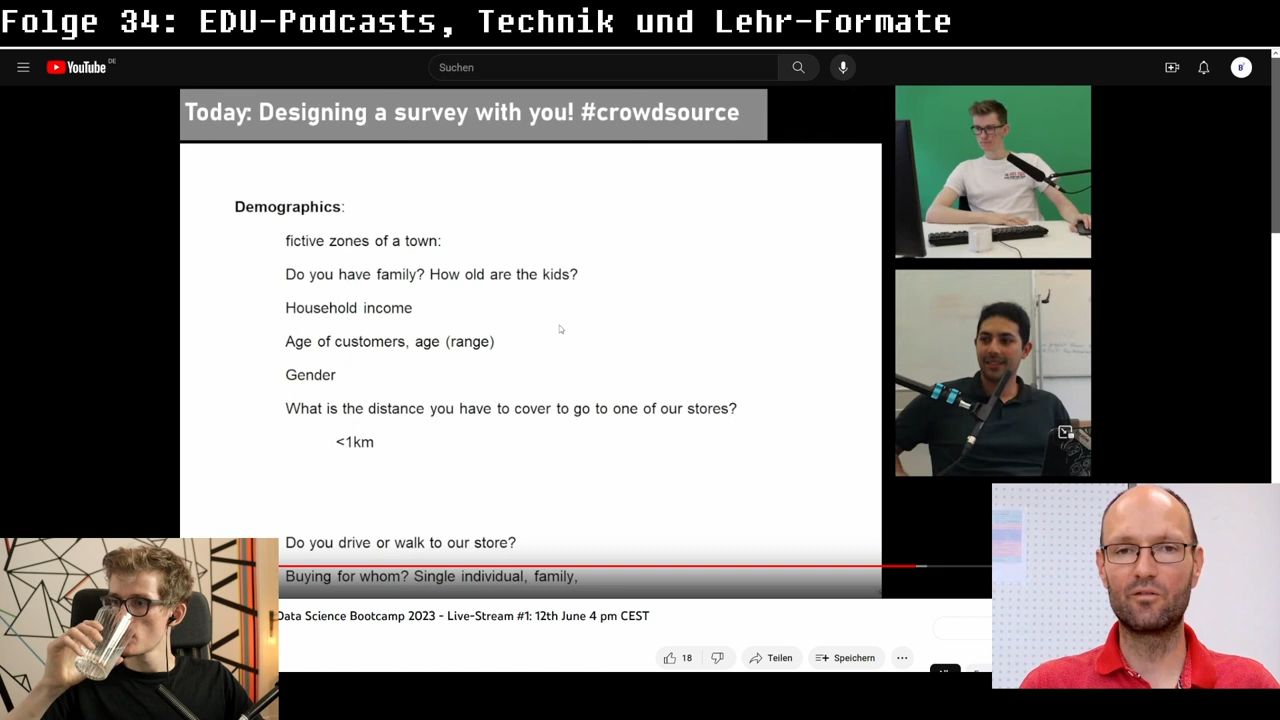 Folge 34: EDU-Podcasts, Technik und Lehr-Formate
YouTube DE
Suchen
Today: Designing a survey with you! #crowdsource
Demographics:
fictive zones of a town:
Do you have family? How old are the kids?
Household income
Age of customers, age (range)
Gender
What is the distance you have to cover to go to one of our stores?
<1km
Do you drive or walk to our store?
Buying for whom? Single individual, family,
Data Science Bootcamp 2023 - Live-Stream #1: 12th June 4 pm CEST
18
Teilen
Speichern